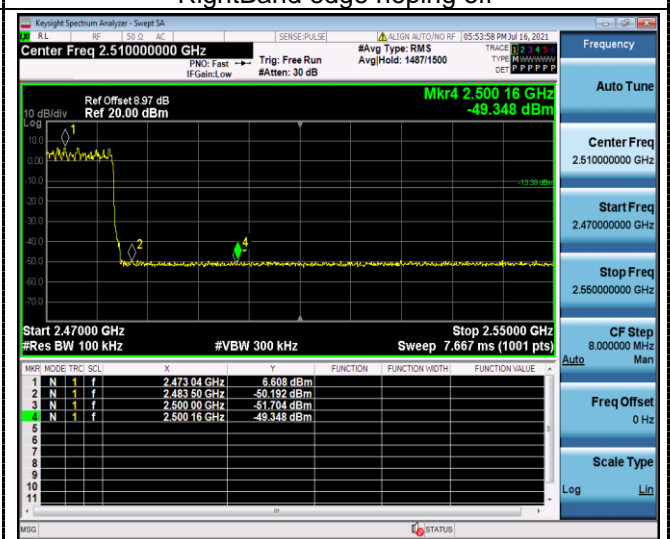 RightBand edge hoping off
Keysight Spectrum Analyzer - Swept SA
RL RF 50 Ω AC SENSE:PULSE ALIGN AUTO/NO RF 05:53:58 PM Jul 16, 2021
Center Freq 2.510000000 GHz
PNO: Fast
IFGain:Low
Trig: Free Run
#Atten: 30 dB
#Avg Type: RMS
Avg|Hold: 1487/1500
TRACE 1 2 3 4 5 6
TYPE M W W W W W
DET P P P P P P
Mkr4 2.500 16 GHz
-49.348 dBm
Ref Offset 8.97 dB
10 dB/div Ref 20.00 dBm
Log
10.0
0.00
-10.0
-20.0
-30.0
-40.0
-50.0
-60.0
-70.0
1
2
4
-13.39 dBm
Start 2.47000 GHz Stop 2.55000 GHz
#Res BW 100 kHz #VBW 300 kHz Sweep 7.667 ms (1001 pts)
MKR MODE TRC SCL X Y FUNCTION FUNCTION WIDTH FUNCTION VALUE
1 N 1 f 2.473 04 GHz 6.608 dBm
2 N 1 f 2.483 50 GHz -50.192 dBm
3 N 1 f 2.500 00 GHz -51.704 dBm
4 N 1 f 2.500 16 GHz -49.348 dBm
5
6
7
8
9
10
11
MSG STATUS
Frequency
Auto Tune
Center Freq
2.510000000 GHz
Start Freq
2.470000000 GHz
Stop Freq
2.550000000 GHz
CF Step
8.000000 MHz
Auto Man
Freq Offset
0 Hz
Scale Type
Log Lin